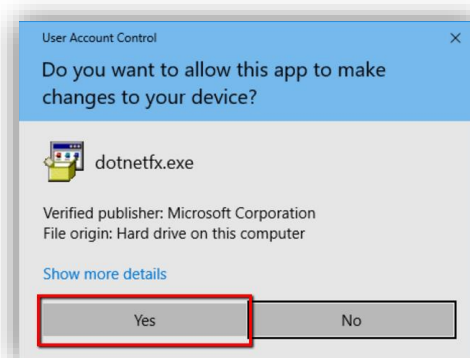 User Account Control
Do you want to allow this app to make
changes to your device?
dotnetfx.exe
Verified publisher: Microsoft Corporation
File origin: Hard drive on this computer
Show more details
Yes
No